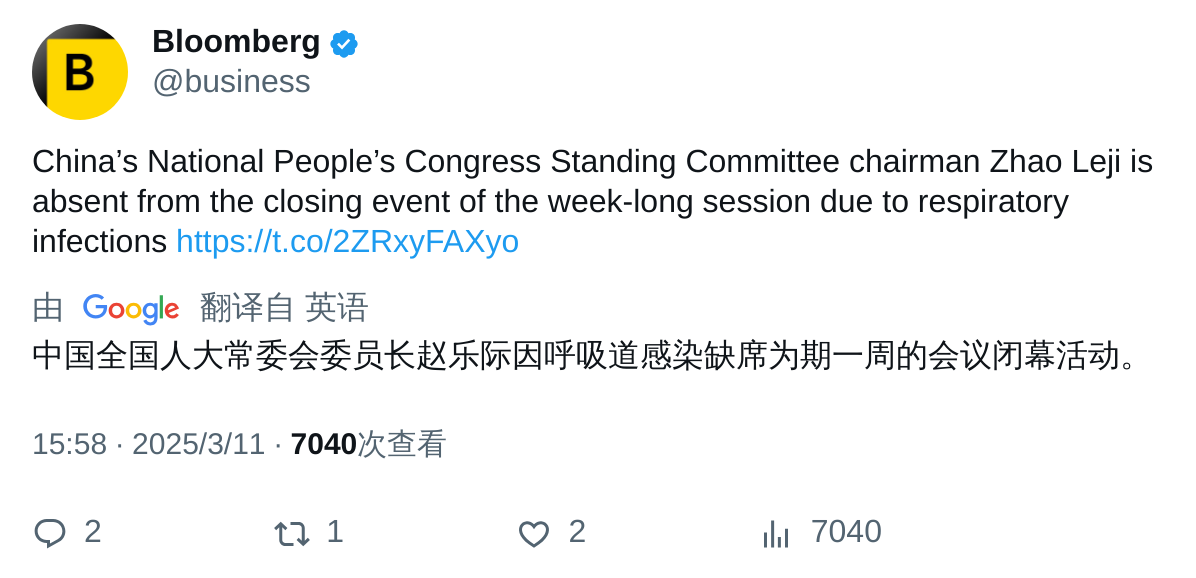 Bloomberg
@business
B
China’s National People’s Congress Standing Committee chairman Zhao Leji is
absent from the closing event of the week-long session due to respiratory
infections https://t.co/2ZRxyFAXyo
由 Google 翻译自 英语
中国全国人大常委会委员长赵乐际因呼吸道感染缺席为期一周的会议闭幕活动。
15:58 · 2025/3/11 · 7040次查看
2 1 2 7040